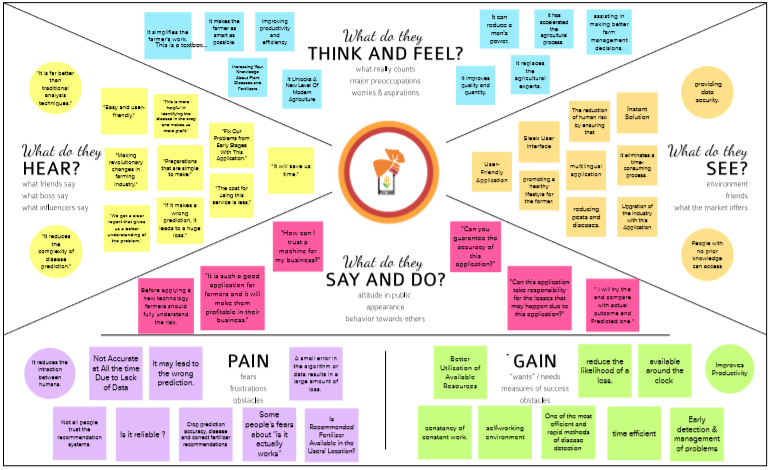 It simplifies the
farmer's work.
This is a textbox...
It makes the
farmer as
smart as
possible.
Improving
productivity
and
efficiency
Increasing Your
Knowledge
About Plant
Diseases and
Fertilizers
It Unlocks A
New Level Of
Modern
Agriculture
What do they
THINK AND FEEL?
what really counts
major preoccupations
worries & aspirations
It can
reduce a
man's
power.
It has
accelerated
the
agricultural
process.
assisting in
making better
farm
management
decisions.
It improves
quality and
quantity.
It replaces
the
agricultural
experts.
"It is far better
than
traditional
analysis
techniques."
"Easy and user-
friendly."
"This is more
helpful in
identifying the
disease in the crop
and makes us
more profit."
"Fix Our
Problems from
Early Stages
With This
Application."
What do they
HEAR?
what friends say
what boss say
what influencers say
"Making
revolutionary
changes in
farming
industry."
"Preparations
that are simple
to make."
"It will save us
time."
"The cost for
using this
service is less."
"We get a clear
report that gives
us a better
understanding of
the problem."
"If it makes a
wrong
prediction, it
leads to a huge
loss."
"It reduces
the
complexity of
disease
prediction."
providing
data
security.
The reduction
of human risk
by ensuring
that
Instant
Solution
Sleek User
Interface
User-
Friendly
Application
multilingual
application
It eliminates a
time-
consuming
process.
promoting a
healthy
lifestyle for
the farmer.
reducing
pests and
diseases.
Upgration of
the industry
with this
Application
What do they
SEE?
environment
friends
what the market offers
People with
no prior
knowledge
can access
"How can I
trust a
machine for
my business?"
"Can you
guarantee the
accuracy of
this
application?"
What do they
SAY AND DO?
attitude in public
appearance
behavior towards others
Before applying a
new technology
farmers should
fully understand
the risk.
"It is such a good
application for
farmers and it will
make them
profitable in their
business."
"Can this application
take responsibility
for the losses that
may happen due to
this application?"
" I will try this
and compare
with actual
outcome and
Predicted one "
It reduces the
intraction
between
humans.
Not Accurate
at All the time
Due to Lack
of Data
It may lead to
the wrong
prediction.
PAIN
fears
frustrations
obstacles
A small error in
the algorithm or
data results in a
large amount of
loss.
Not all people
trust the
recommendation
systems.
Is it reliable ?
Crop prediction
accuracy, disease
and correct fertilizer
recommendations
Some
people's fears
about "is it
actually
works"
Is
Recommended
Fertilizer
Available in the
Users' Location?
Better
Utilization of
Available
Resources
GAIN
"wants" / needs
measures of success
obstacles
reduce the
likelihood of a
loss.
available
around the
clock
Improves
Productivity
consatancy of
constant work.
self-working
environment
One of the most
efficient and
rapid methods
of disease
detection
time efficient
Early
detection &
management
of problems